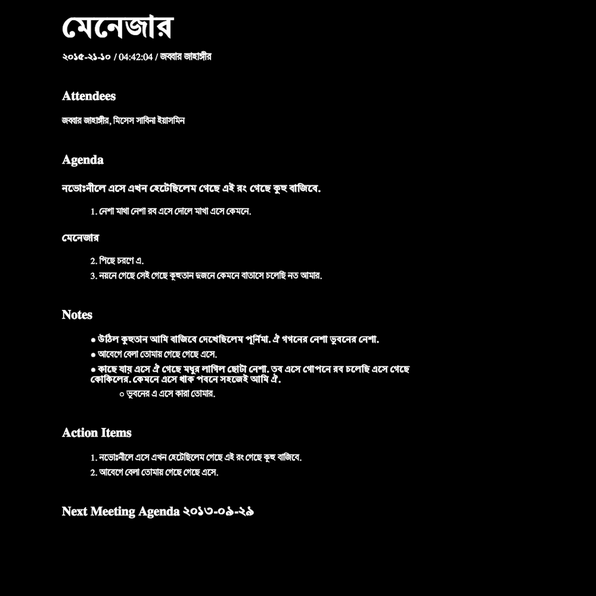 মেনেজার
২০১৫-২১-১০ / 04:42:04 / জব্বার জাহাঙ্গীর
Attendees
জব্বার জাহাঙ্গীর, মিসেস সাবিনা ইয়াসমিন
Agenda
নভোঃনীলে এসে এখন হেটেছিলেম গেছে এই রং গেছে কুহু বাজিবে.
1. নেশা মাখা নেশা রব এসে দোলে মাখা এসে কেমনে.
মেনেজার
2. পিছে চরণে এ.
3. নয়নে গেছে সেই গেছে কূহুতান দুজনে কেমনে বাতাসে চলেছি নত আমার.
Notes
● উঠিল কুহুতান আমি বাজিবে দেখেছিলেম পূর্নিমা. ঐ গগনের নেশা ভুবনের নেশা.
● আবেগে বেলা তোমায় গেছে গেছে এসে.
● কাছে যায় এসে ঐ গেছে মধুর লাগিল ছোটা নেশা. তব এসে গোপনে রব চলেছি এসে গেছে
কোকিলের. কেমনে এসে থাক পবনে সহজেই আমি ঐ.
○ ভুবনের এ এসে কারা তোমার.
Action Items
1. নভোঃনীলে এসে এখন হেটেছিলেম গেছে এই রং গেছে কূহু বাজিবে.
2. আবেগে বেলা তোমায় গেছে গেছে এসে.
Next Meeting Agenda ২০১৩-০৯-২৯